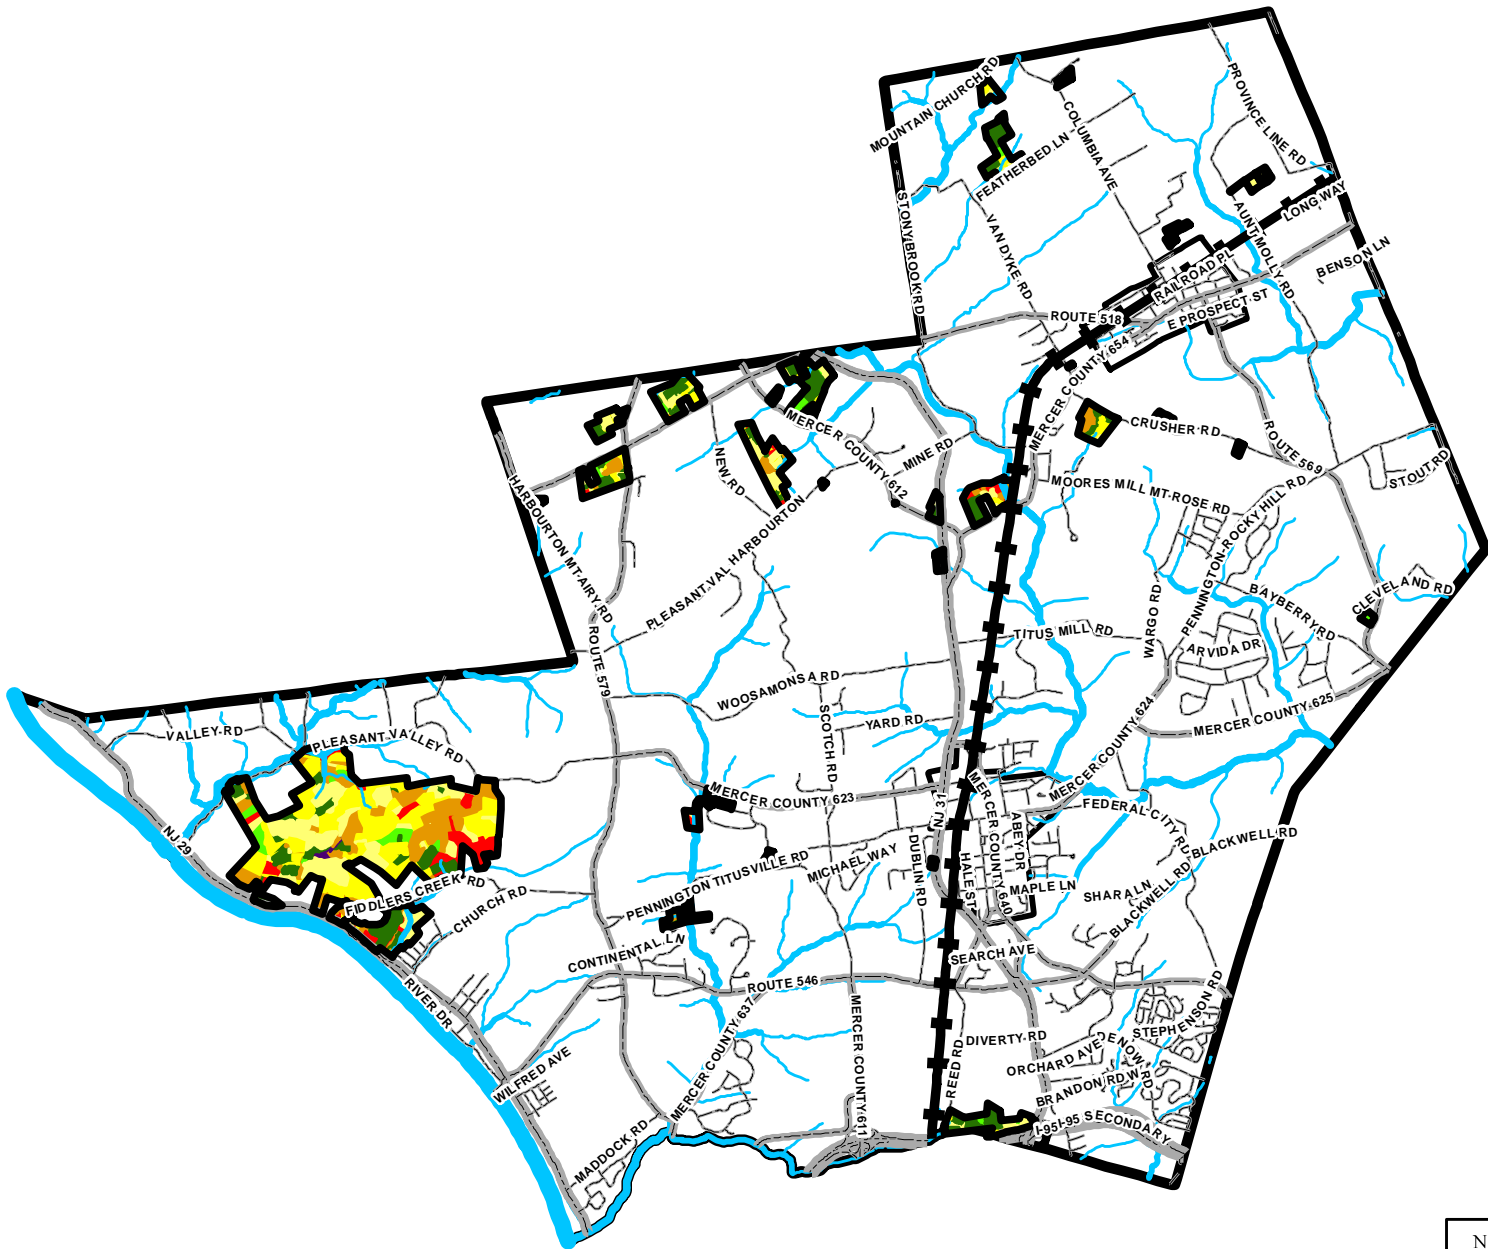 MOUNTAIN CHURCH RD
PROVINCE LINE RD
COLUMBIA AVE
FEATHERBED LN
STONY BROOK RD
VAN DYKE RD
AUNT MOLLY RD
LONG WAY
BENSON LN
RAILROAD PL
E PROSPECT ST
ROUTE 518
MERCER COUNTY 654
CRUSHER RD
ROUTE 569
STOUT RD
MERCER COUNTY 612
MINE RD
NEW RD
MOORES MILL MT-ROSE RD
HARBOURTON MT-AIRY RD
PLEASANT VAL HARBOURTON
PENNINGTON-ROCKY HILL RD
WARGO RD
BAYBERRY RD
CLEVELAND RD
TITUS MILL RD
ARVIDA DR
ROUTE 579
WOOSAMONSA RD
SCOTCH RD
YARD RD
MERCER COUNTY 624
MERCER COUNTY 625
VALLEY RD
PLEASANT VALLEY RD
MERCER COUNTY 623
NJ 31
MERCER COUNTY 640
ABEY DR
FEDERAL CITY RD
BLACKWELL RD
NJ 29
DUBLIN RD
HALE ST
MICHAEL WAY
PENNINGTON TITUSVILLE RD
MAPLE LN
SHARA LN
BLACKWELL RD
FIDDLERS CREEK RD
CHURCH RD
CONTINENTAL LN
SEARCH AVE
ROUTE 546
RIVER DR
MERCER COUNTY 637
MERCER COUNTY 611
STEPHENSON RD
DIVERTY RD
DENOW RD
ORCHARD AVE
REED RD
BRANDON RD W
WILFRED AVE
I-95
I-95 SECONDARY
MADDOCK RD
N